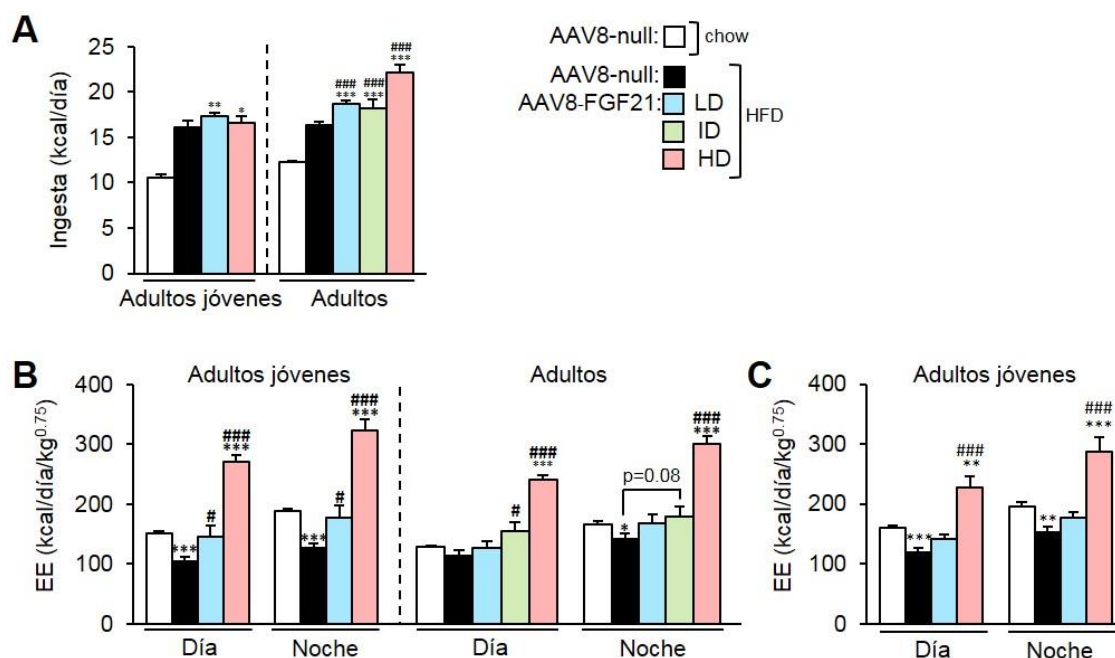 A
Ingesta (kcal/día)
25
20
15
10
5
0
** *
### ***
### ***
### ***
Adultos jóvenes
Adultos
AAV8-null: chow
AAV8-null:
AAV8-FGF21: LD
ID
HD
HFD
B
EE (kcal/día/kg0.75)
400
300
200
100
0
Adultos jóvenes
Adultos
*** # ### ***
*** # ### ***
# ### ***
* p=0.08 ### ***
Día
Noche
Día
Noche
C
Adultos jóvenes
EE (kcal/día/kg0.75)
400
300
200
100
0
*** ### **
** ### ***
Día
Noche